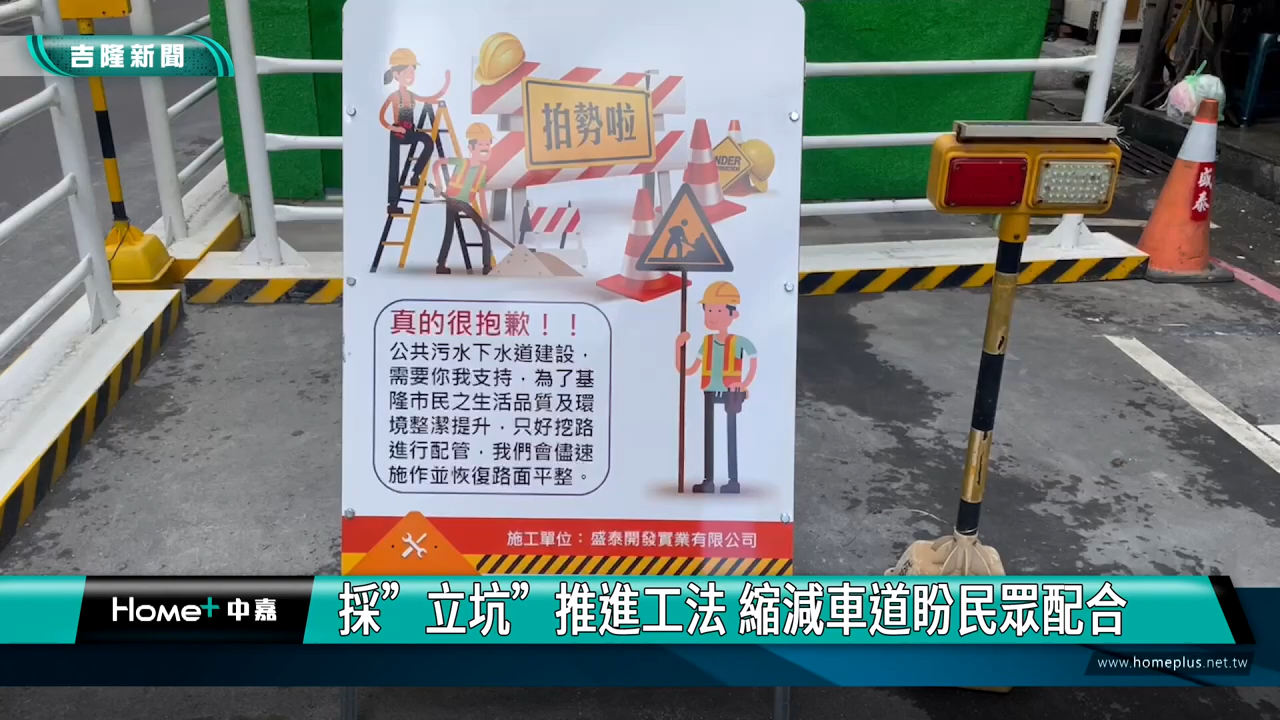 吉隆新聞
拍勢啦
NDER
盛泰
真的很抱歉！！
公共污水下水道建設，
需要你我支持，為了基
隆市民之生活品質及環
境整潔提升，只好挖路
進行配管，我們會儘速
施作並恢復路面平整。
施工單位：盛泰開發實業有限公司
Home+ 中嘉
採”立坑”推進工法 縮減車道盼民眾配合
www.homeplus.net.tw